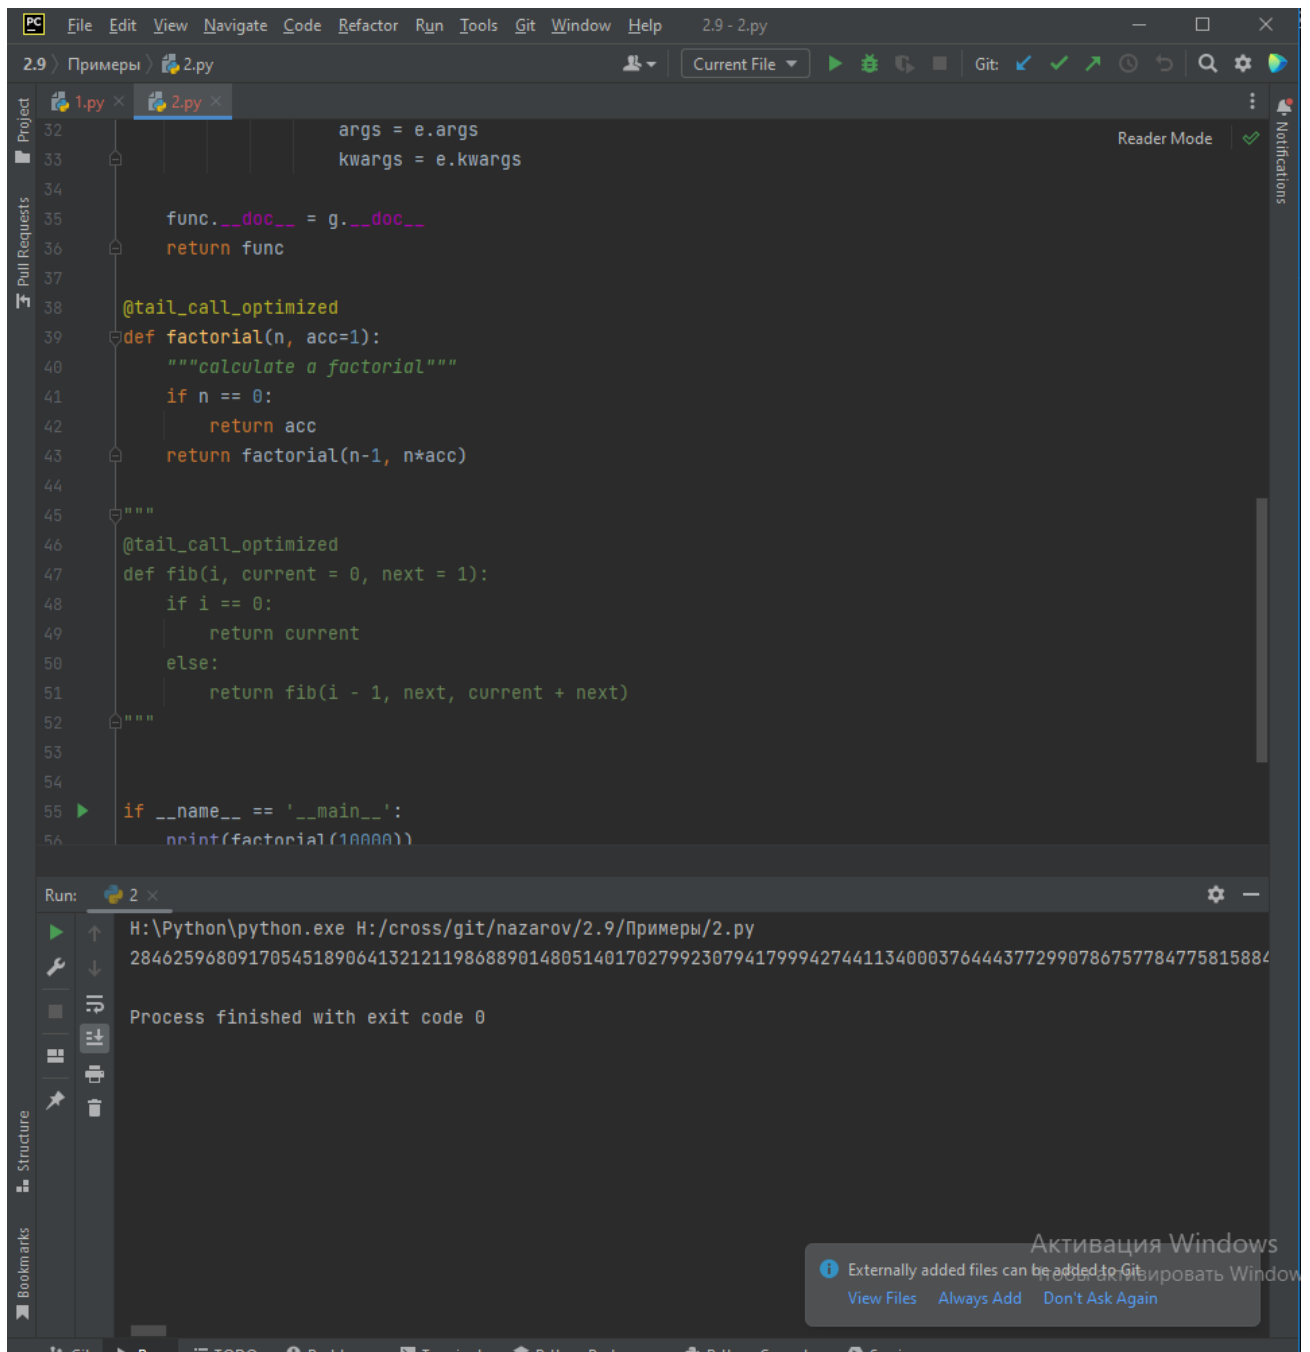 PC File Edit View Navigate Code Refactor Run Tools Git Window Help 2.9 - 2.py
2.9 Примеры 2.py Current File Git:
1.py 2.py
Project
Pull Requests
Notifications
Reader Mode
32 args = e.args
33 kwargs = e.kwargs
34
35 func.__doc__ = g.__doc__
36 return func
37
38 @tail_call_optimized
39 def factorial(n, acc=1):
40 """calculate a factorial"""
41 if n == 0:
42 return acc
43 return factorial(n-1, n*acc)
44
45 """
46 @tail_call_optimized
47 def fib(i, current = 0, next = 1):
48 if i == 0:
49 return current
50 else:
51 return fib(i - 1, next, current + next)
52 """
53
54
55 if __name__ == '__main__':
56 print(factorial(10000))
Run: 2
H:\Python\python.exe H:/cross/git/nazarov/2.9/Примеры/2.py
Process finished with exit code 0
Structure
Bookmarks
Активация Windows
Externally added files can be added to Git
View Files Always Add Don't Ask Again